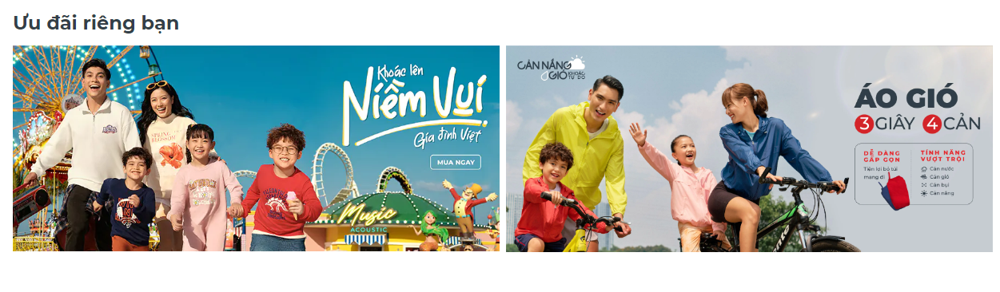 Ưu đãi riêng bạn
Khoác lên
Niềm Vui
Gia đình Việt
MUA NGAY
SPRING
BLOSSOM
Music
ACOUSTIC
CẢN NẮNG
GIÓ KHOÁC
TỰ DO
ÁO GIÓ
3 GIÂY 4 CẢN
DỄ DÀNG
GẤP GỌN
Tiện lợi bỏ túi
mang đi
TÍNH NĂNG
VƯỢT TRỘI
Cản nước
Cản gió
Cản bụi
Cản nắng